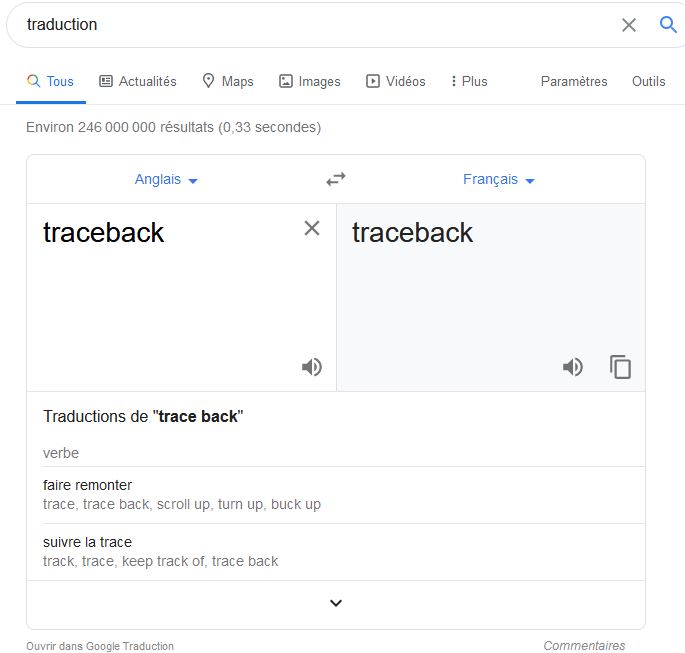 traduction
Tous Actualités Maps Images Vidéos Plus Paramètres Outils
Environ 246 000 000 résultats (0,33 secondes)
Anglais Français
traceback traceback
Traductions de "trace back"
verbe
faire remonter
trace, trace back, scroll up, turn up, buck up
suivre la trace
track, trace, keep track of, trace back
Ouvrir dans Google Traduction Commentaires